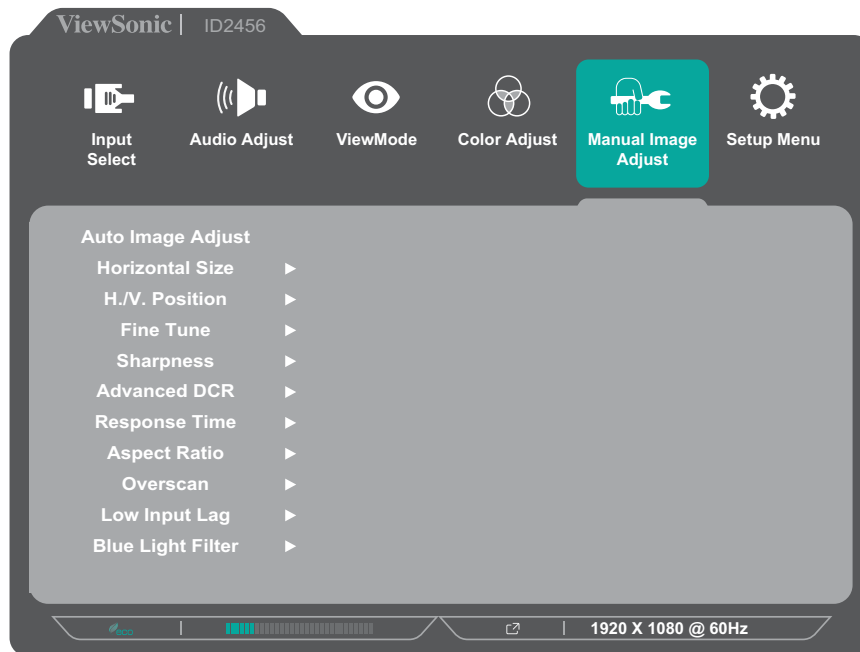 ViewSonic | ID2456
Input Select
Audio Adjust
ViewMode
Color Adjust
Manual Image Adjust
Setup Menu
Auto Image Adjust
Horizontal Size
H./V. Position
Fine Tune
Sharpness
Advanced DCR
Response Time
Aspect Ratio
Overscan
Low Input Lag
Blue Light Filter
eco
1920 X 1080 @ 60Hz